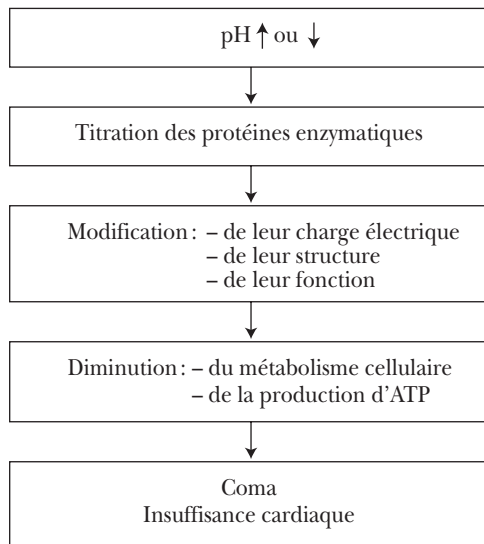 pH ↑ ou ↓
Titration des protéines enzymatiques
Modification : – de leur charge électrique
– de leur structure
– de leur fonction
Diminution : – du métabolisme cellulaire
– de la production d’ATP
Coma
Insuffisance cardiaque